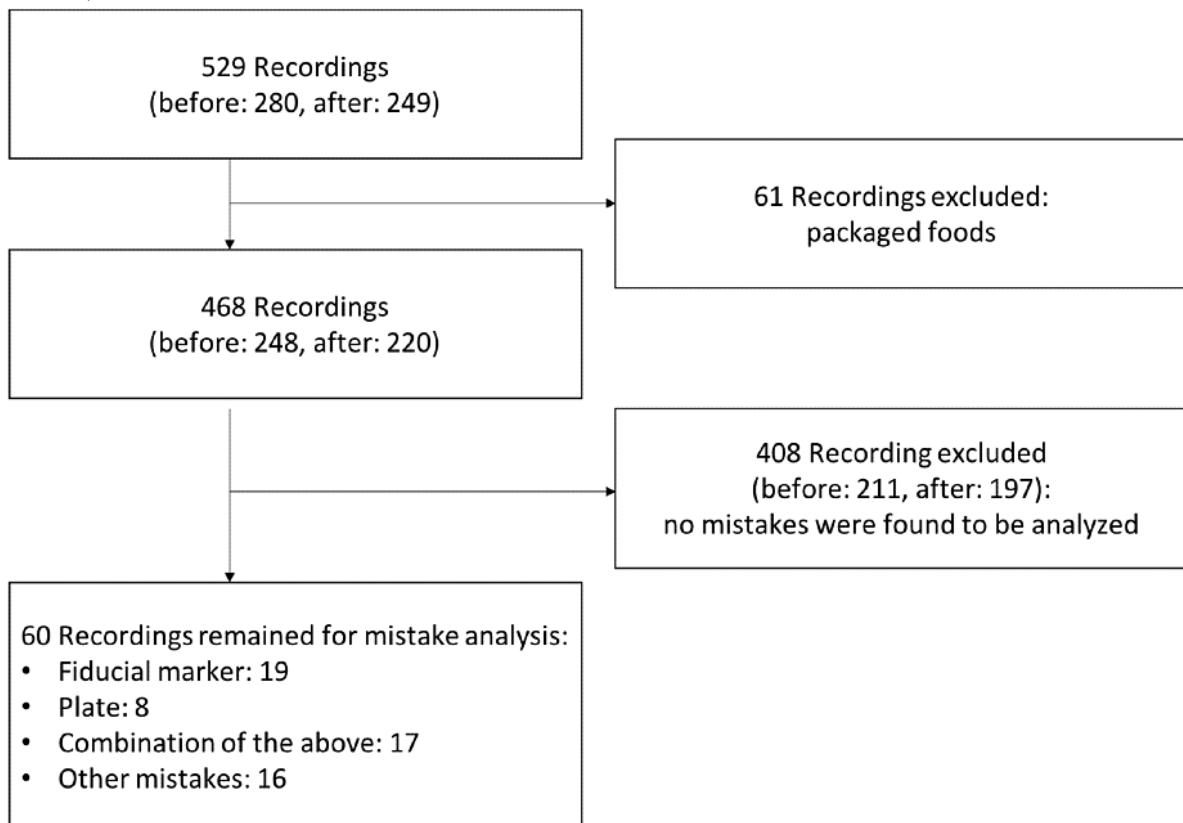 529 Recordings
(before: 280, after: 249)
61 Recordings excluded:
packaged foods
468 Recordings
(before: 248, after: 220)
408 Recording excluded
(before: 211, after: 197):
no mistakes were found to be analyzed
60 Recordings remained for mistake analysis:
• Fiducial marker: 19
• Plate: 8
• Combination of the above: 17
• Other mistakes: 16